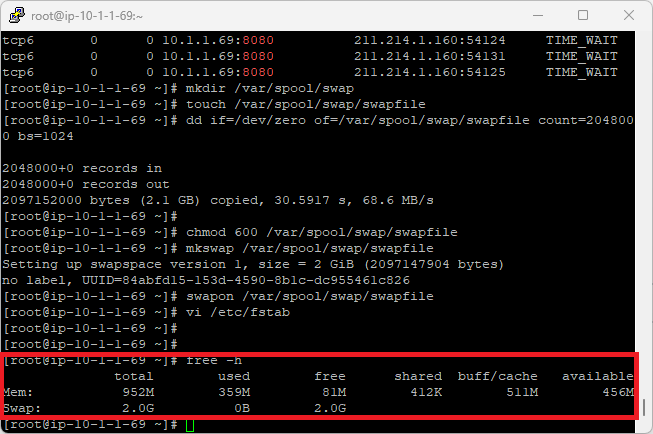 root@ip-10-1-1-69:~
tcp6       0      0 10.1.1.69:8080          211.214.1.160:54124     TIME_WAIT
tcp6       0      0 10.1.1.69:8080          211.214.1.160:54131     TIME_WAIT
tcp6       0      0 10.1.1.69:8080          211.214.1.160:54125     TIME_WAIT
[root@ip-10-1-1-69 ~]# mkdir /var/spool/swap
[root@ip-10-1-1-69 ~]# touch /var/spool/swap/swapfile
[root@ip-10-1-1-69 ~]# dd if=/dev/zero of=/var/spool/swap/swapfile count=204800
0 bs=1024
2048000+0 records in
2048000+0 records out
2097152000 bytes (2.1 GB) copied, 30.5917 s, 68.6 MB/s
[root@ip-10-1-1-69 ~]#
[root@ip-10-1-1-69 ~]# chmod 600 /var/spool/swap/swapfile
[root@ip-10-1-1-69 ~]# mkswap /var/spool/swap/swapfile
Setting up swapspace version 1, size = 2 GiB (2097147904 bytes)
no label, UUID=84abfd15-153d-4590-8b1c-dc955461c826
[root@ip-10-1-1-69 ~]# swapon /var/spool/swap/swapfile
[root@ip-10-1-1-69 ~]# vi /etc/fstab
[root@ip-10-1-1-69 ~]#
[root@ip-10-1-1-69 ~]#
[root@ip-10-1-1-69 ~]# free -h
              total        used        free      shared  buff/cache   available
Mem:           952M        359M         81M        412K        511M        456M
Swap:          2.0G          0B        2.0G
[root@ip-10-1-1-69 ~]#